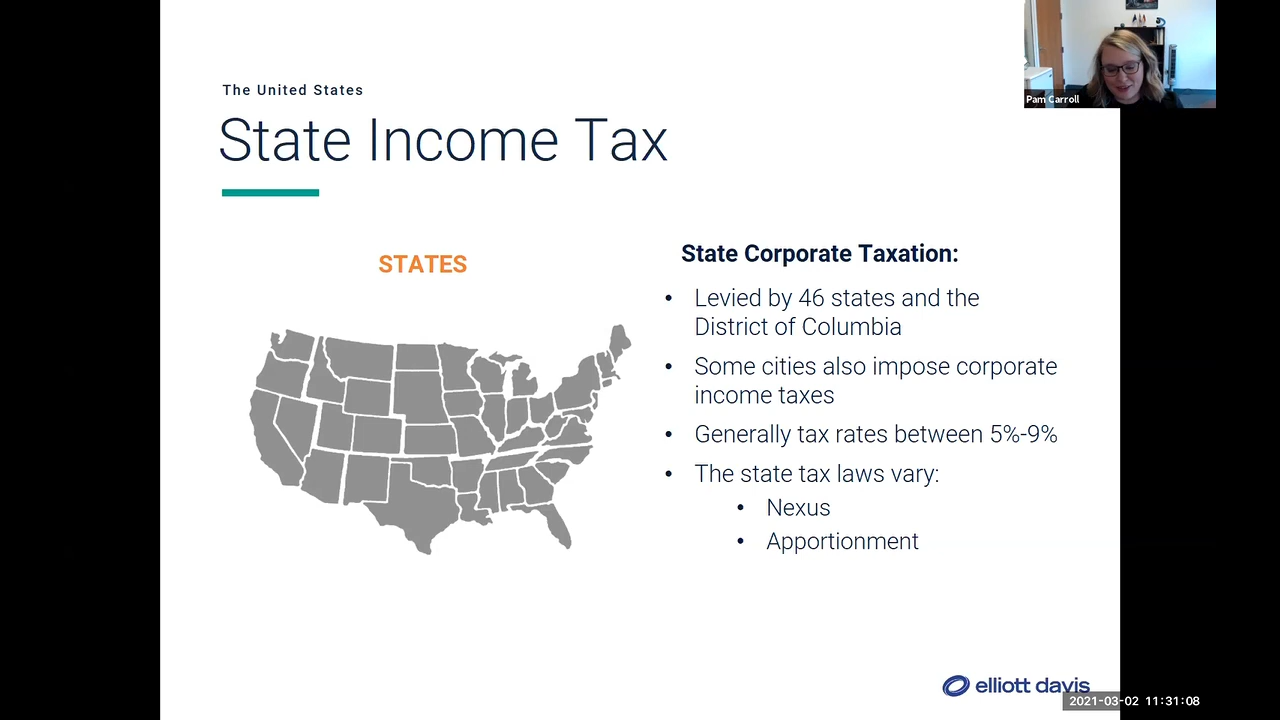 The United States
State Income Tax
STATES
State Corporate Taxation:
• Levied by 46 states and the
District of Columbia
• Some cities also impose corporate
income taxes
• Generally tax rates between 5%-9%
• The state tax laws vary:
• Nexus
• Apportionment
Pam Carroll
elliott davis
2021-03-02 11:31:08